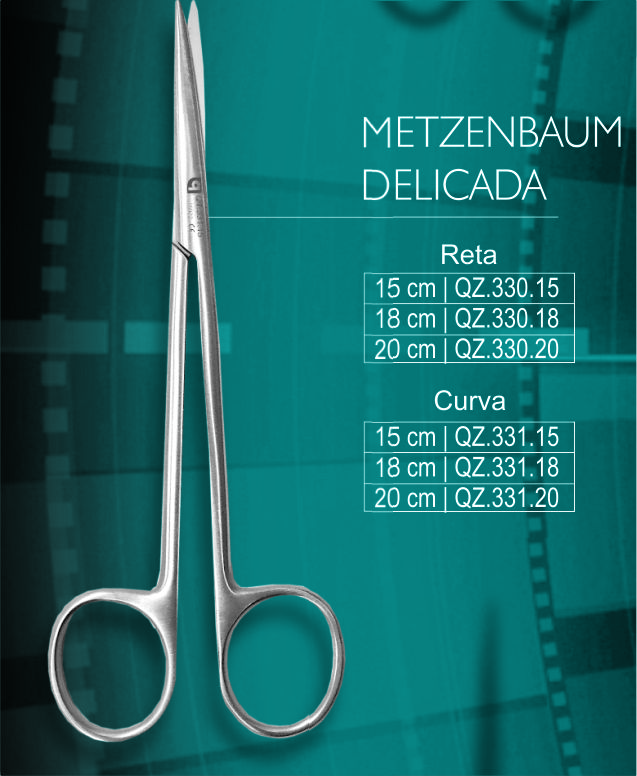 METZENBAUM
DELICADA
Reta
15 cm | QZ.330.15
18 cm | QZ.330.18
20 cm | QZ.330.20
Curva
15 cm | QZ.331.15
18 cm | QZ.331.18
20 cm | QZ.331.20